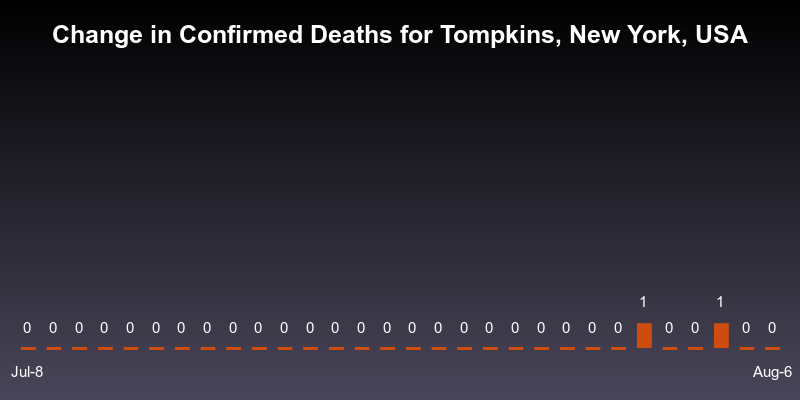 Change in Confirmed Deaths for Tompkins, New York, USA
1 1
0 0 0 0 0 0 0 0 0 0 0 0 0 0 0 0 0 0 0 0 0 0 0 0 0 0 0 0
Jul-8 Aug-6